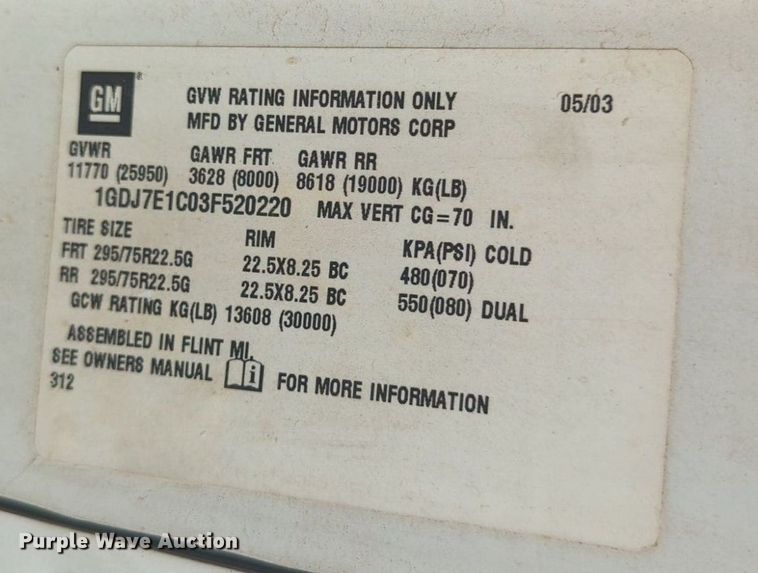 GM ®
GVW RATING INFORMATION ONLY 05/03
MFD BY GENERAL MOTORS CORP
GVWR GAWR FRT GAWR RR
11770 (25950) 3628 (8000) 8618 (19000) KG(LB)
1GDJ7E1C03F520220 MAX VERT CG=70 IN.
TIRE SIZE RIM KPA(PSI) COLD
FRT 295/75R22.5G 22.5X8.25 BC 480(070)
RR 295/75R22.5G 22.5X8.25 BC 550(080) DUAL
GCW RATING KG(LB) 13608 (30000)
ASSEMBLED IN FLINT MI.
SEE OWNERS MANUAL i FOR MORE INFORMATION
312
Purple Wave Auction